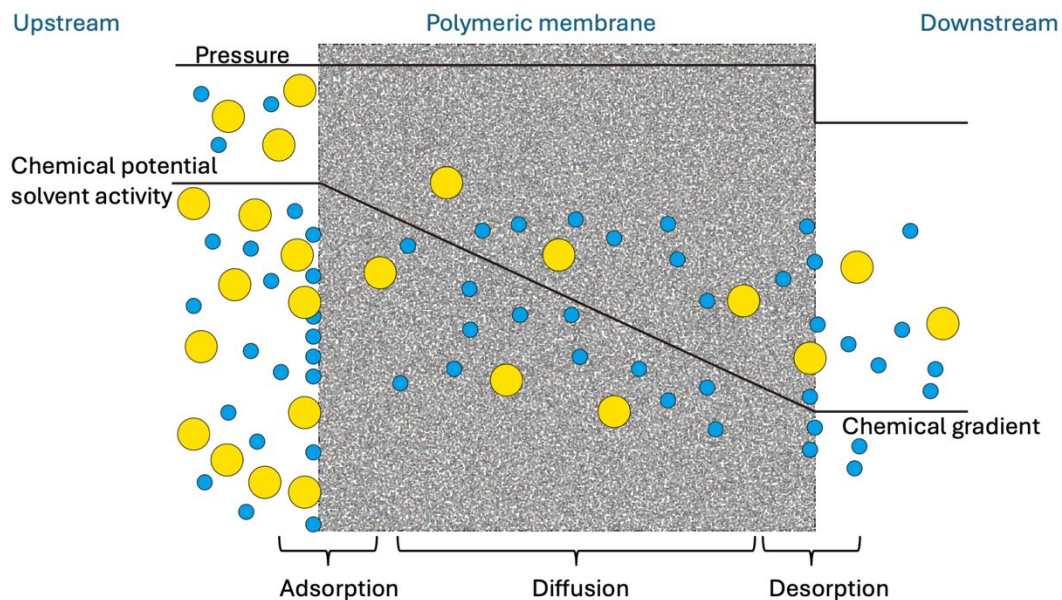 Upstream
Polymeric membrane
Downstream
Pressure
Chemical potential
solvent activity
Chemical gradient
Adsorption
Diffusion
Desorption